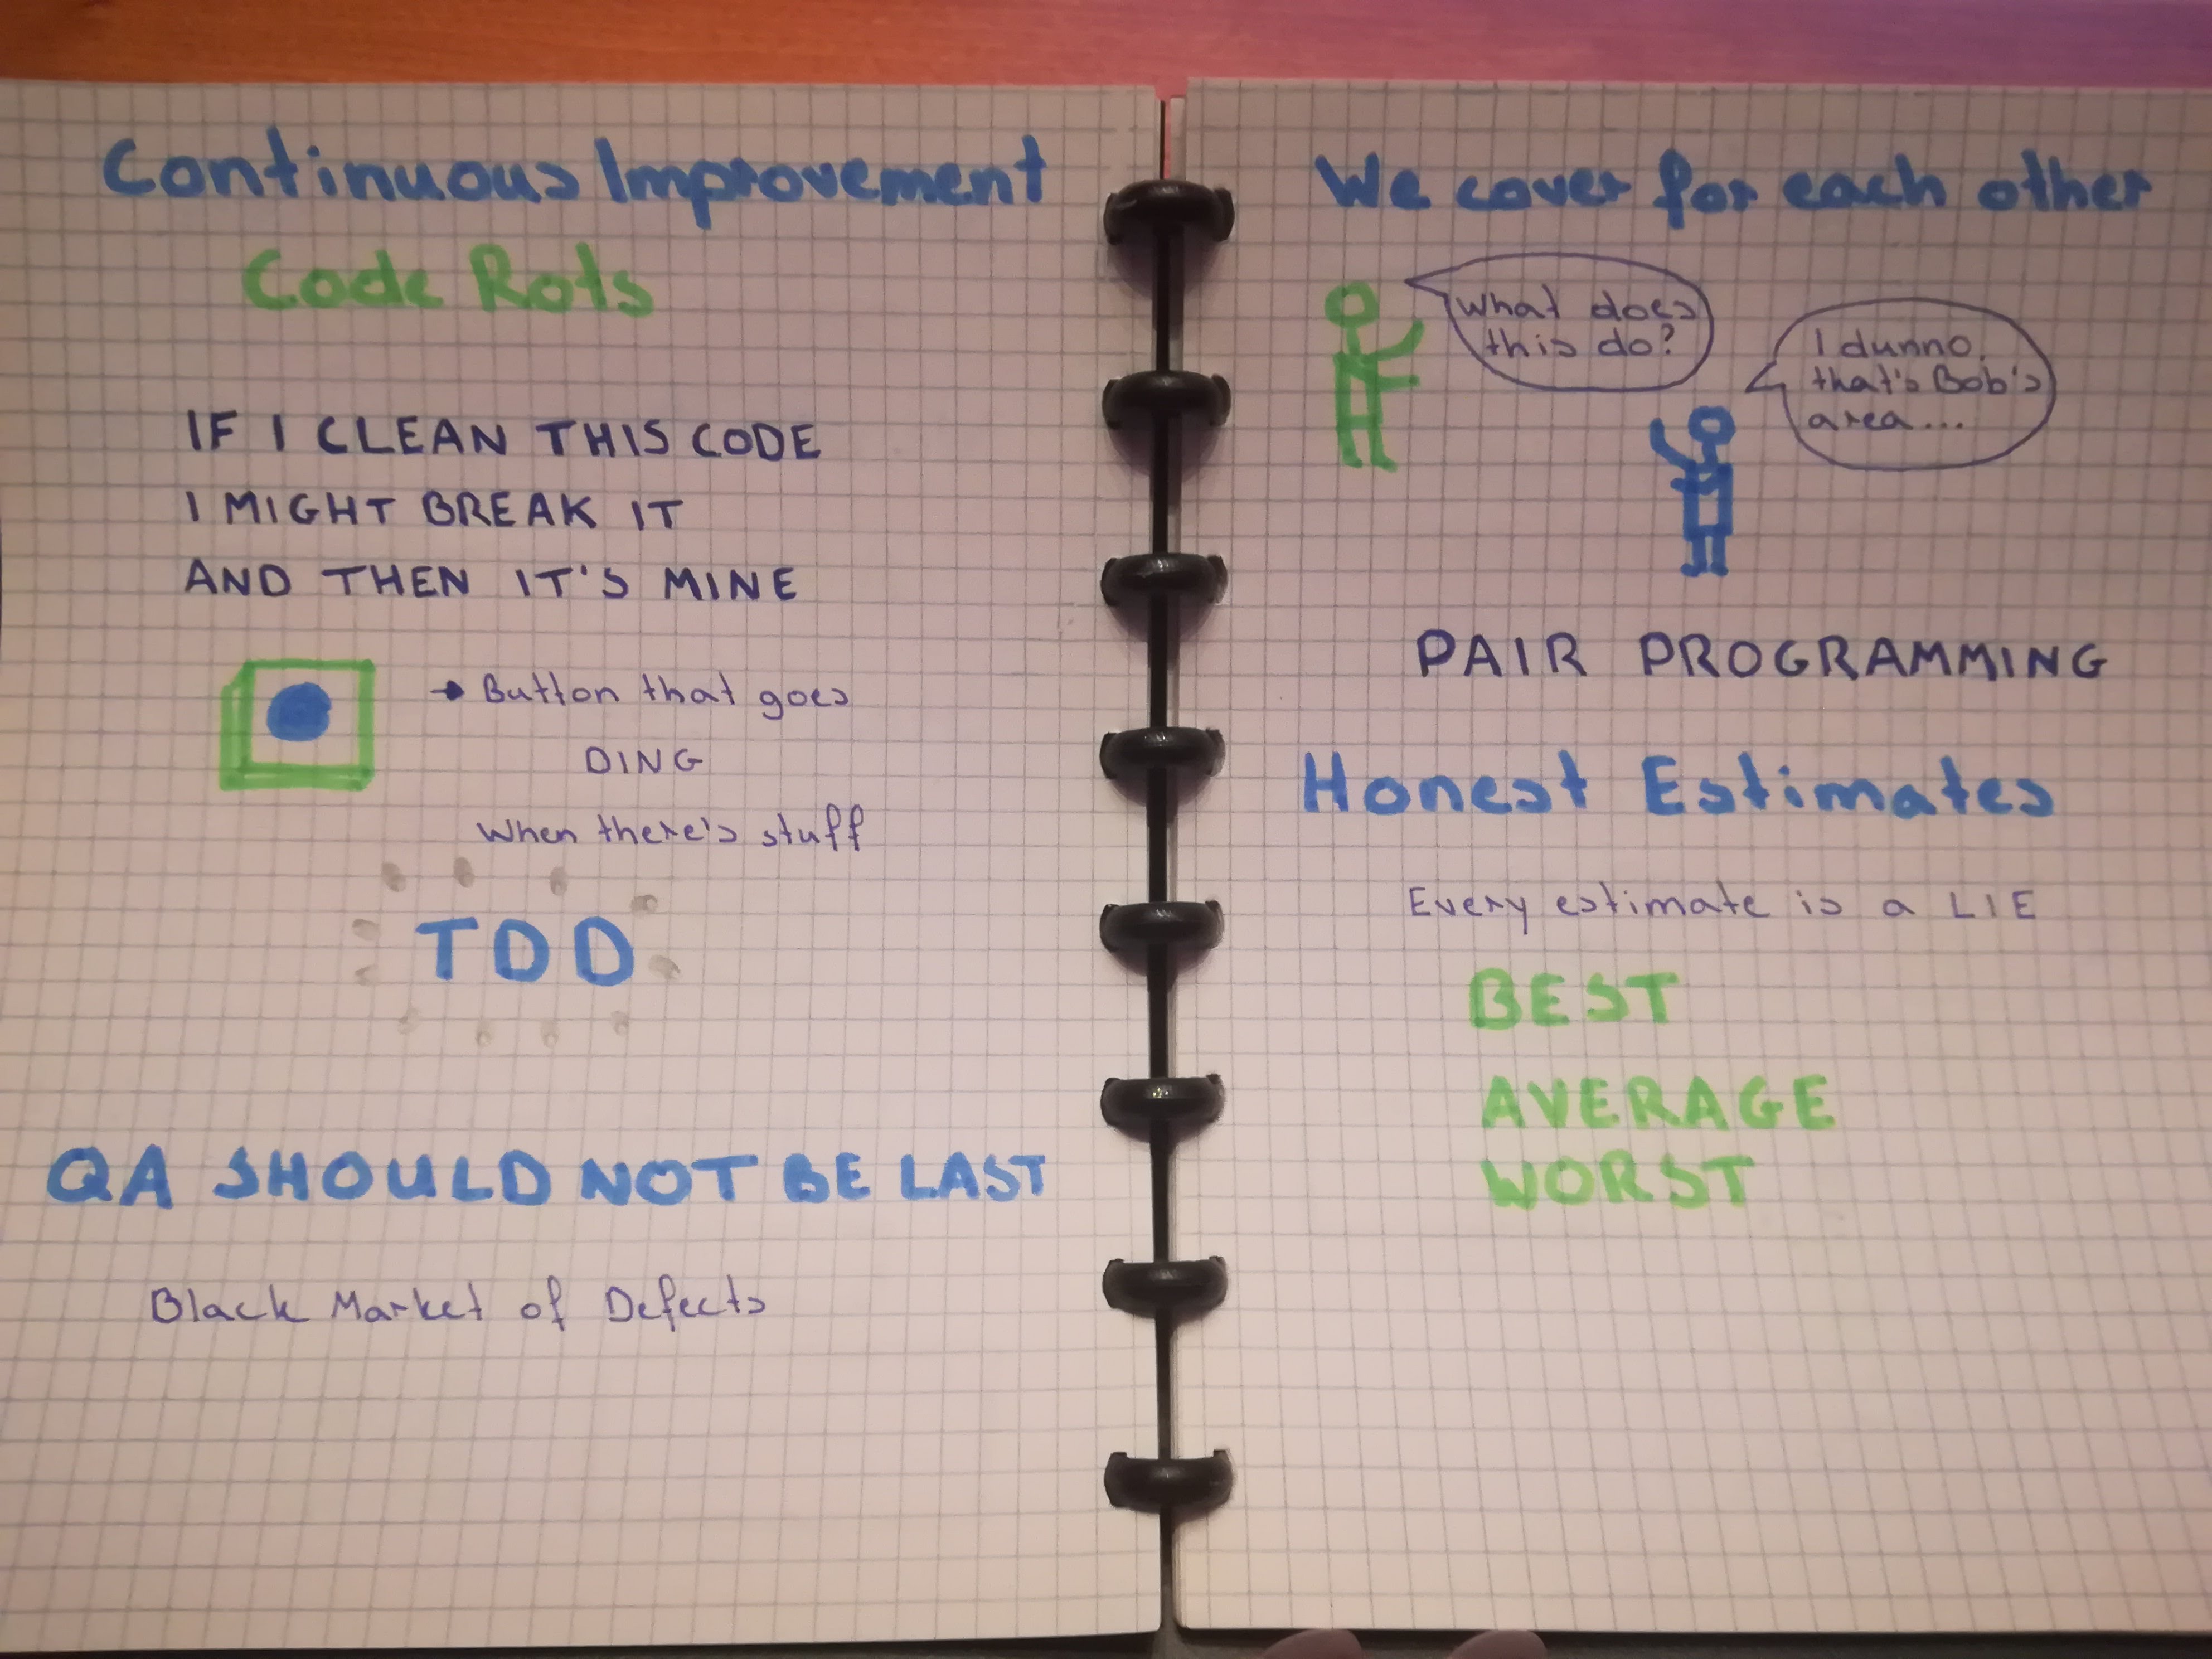 Continuous Improvement
Code Rots
IF I CLEAN THIS CODE
I MIGHT BREAK IT
AND THEN IT'S MINE
→ Button that goes
DING
When there's stuff
TDD
QA SHOULD NOT BE LAST
Black Market of Defects
We cover for each other
What does
this do?
I dunno,
that's Bob's
area...
PAIR PROGRAMMING
Honest Estimates
Every estimate is a LIE
BEST
AVERAGE
WORST